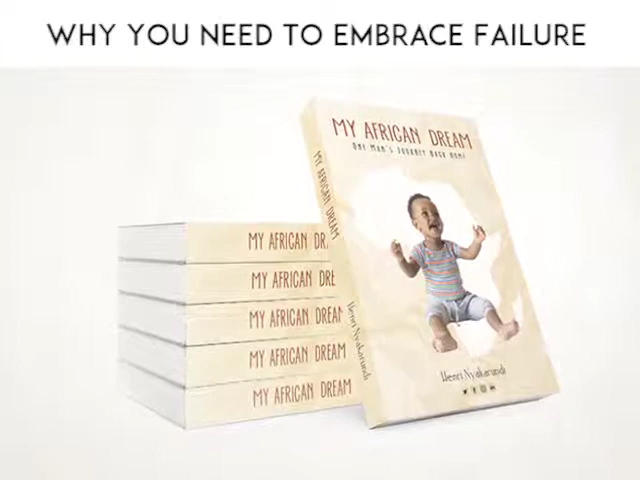 WHY YOU NEED TO EMBRACE FAILURE
MY AFRICAN DREAM
ONE MAN'S JOURNEY BACK HOME
MY AFRICAN DREAM
Henri Nyakarundi
Henri Nyakarundi
MY AFRICAN DR
MY AFRICAN DRE
MY AFRICAN DREAM
MY AFRICAN DREAM
MY AFRICAN DREAM